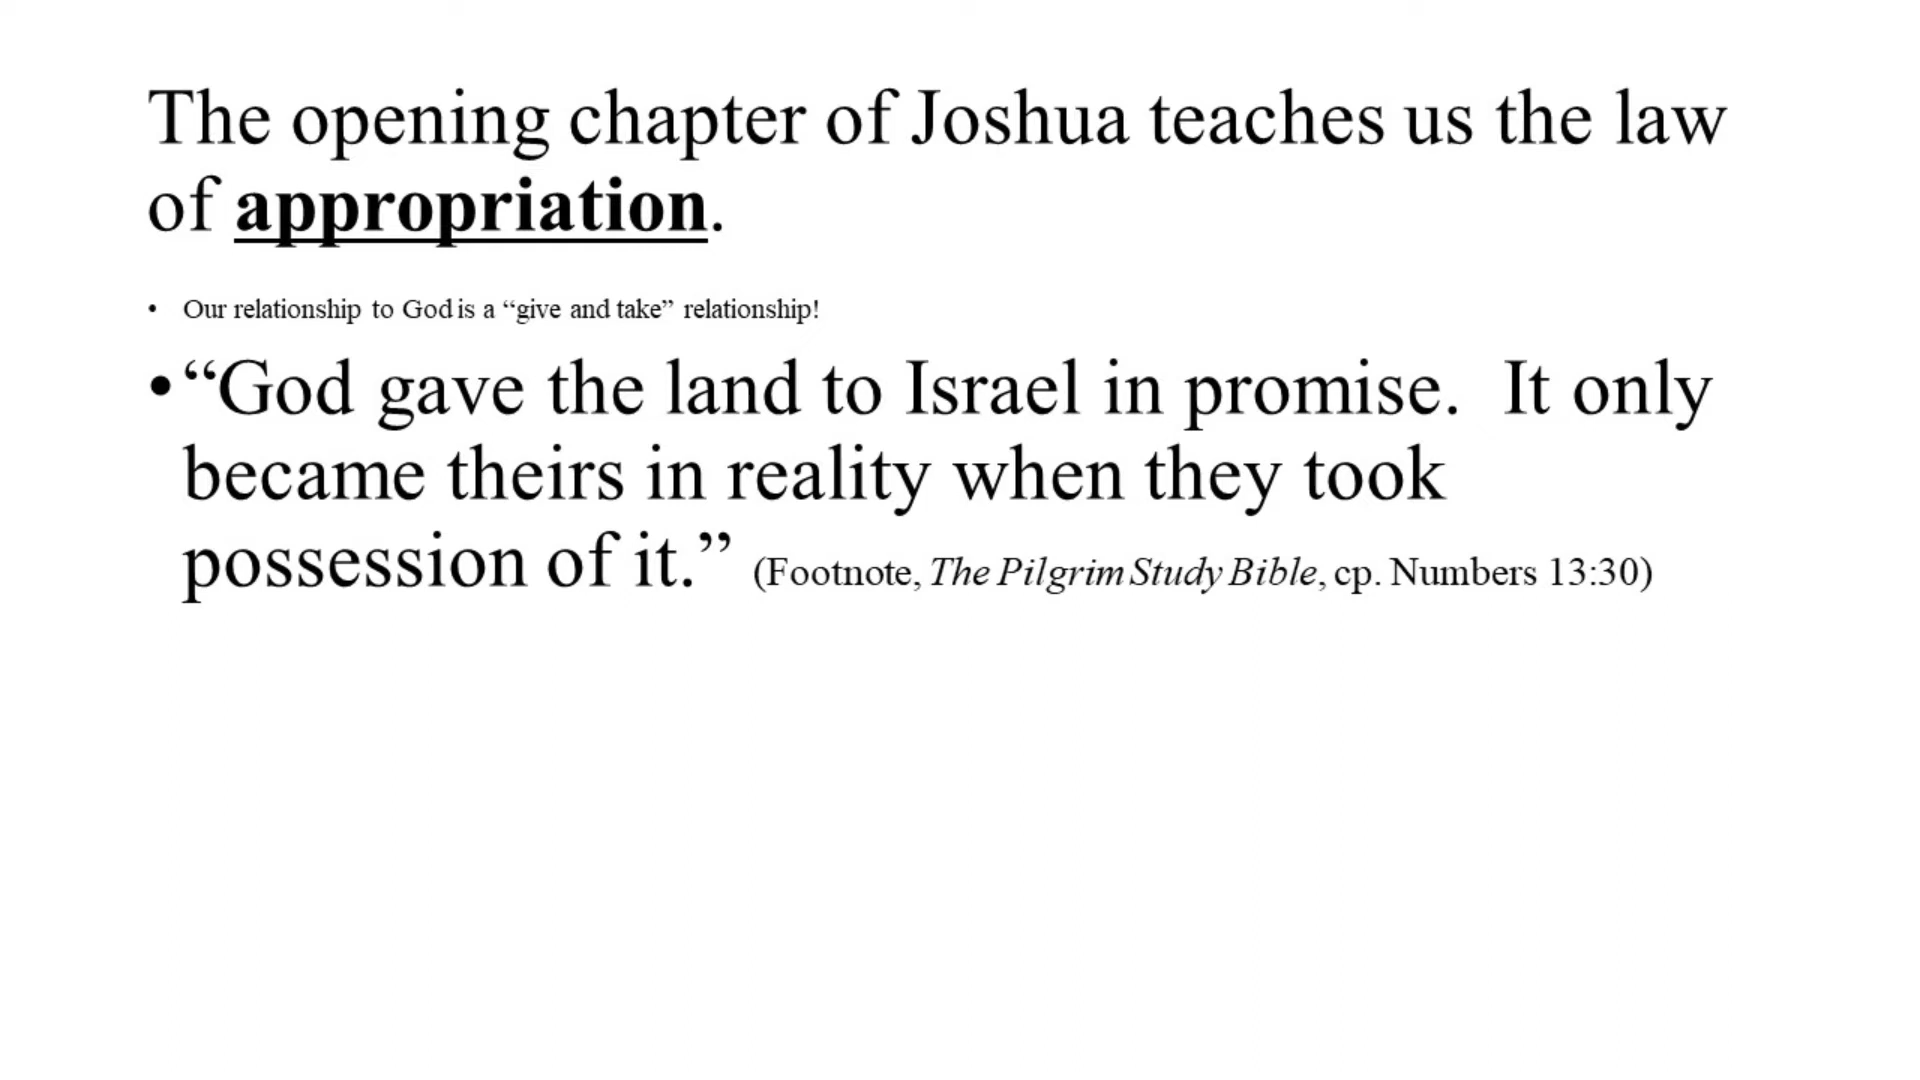 The opening chapter of Joshua teaches us the law
of appropriation.
• Our relationship to God is a “give and take” relationship!
• “God gave the land to Israel in promise.  It only
became theirs in reality when they took
possession of it.” (Footnote, The Pilgrim Study Bible, cp. Numbers 13:30)